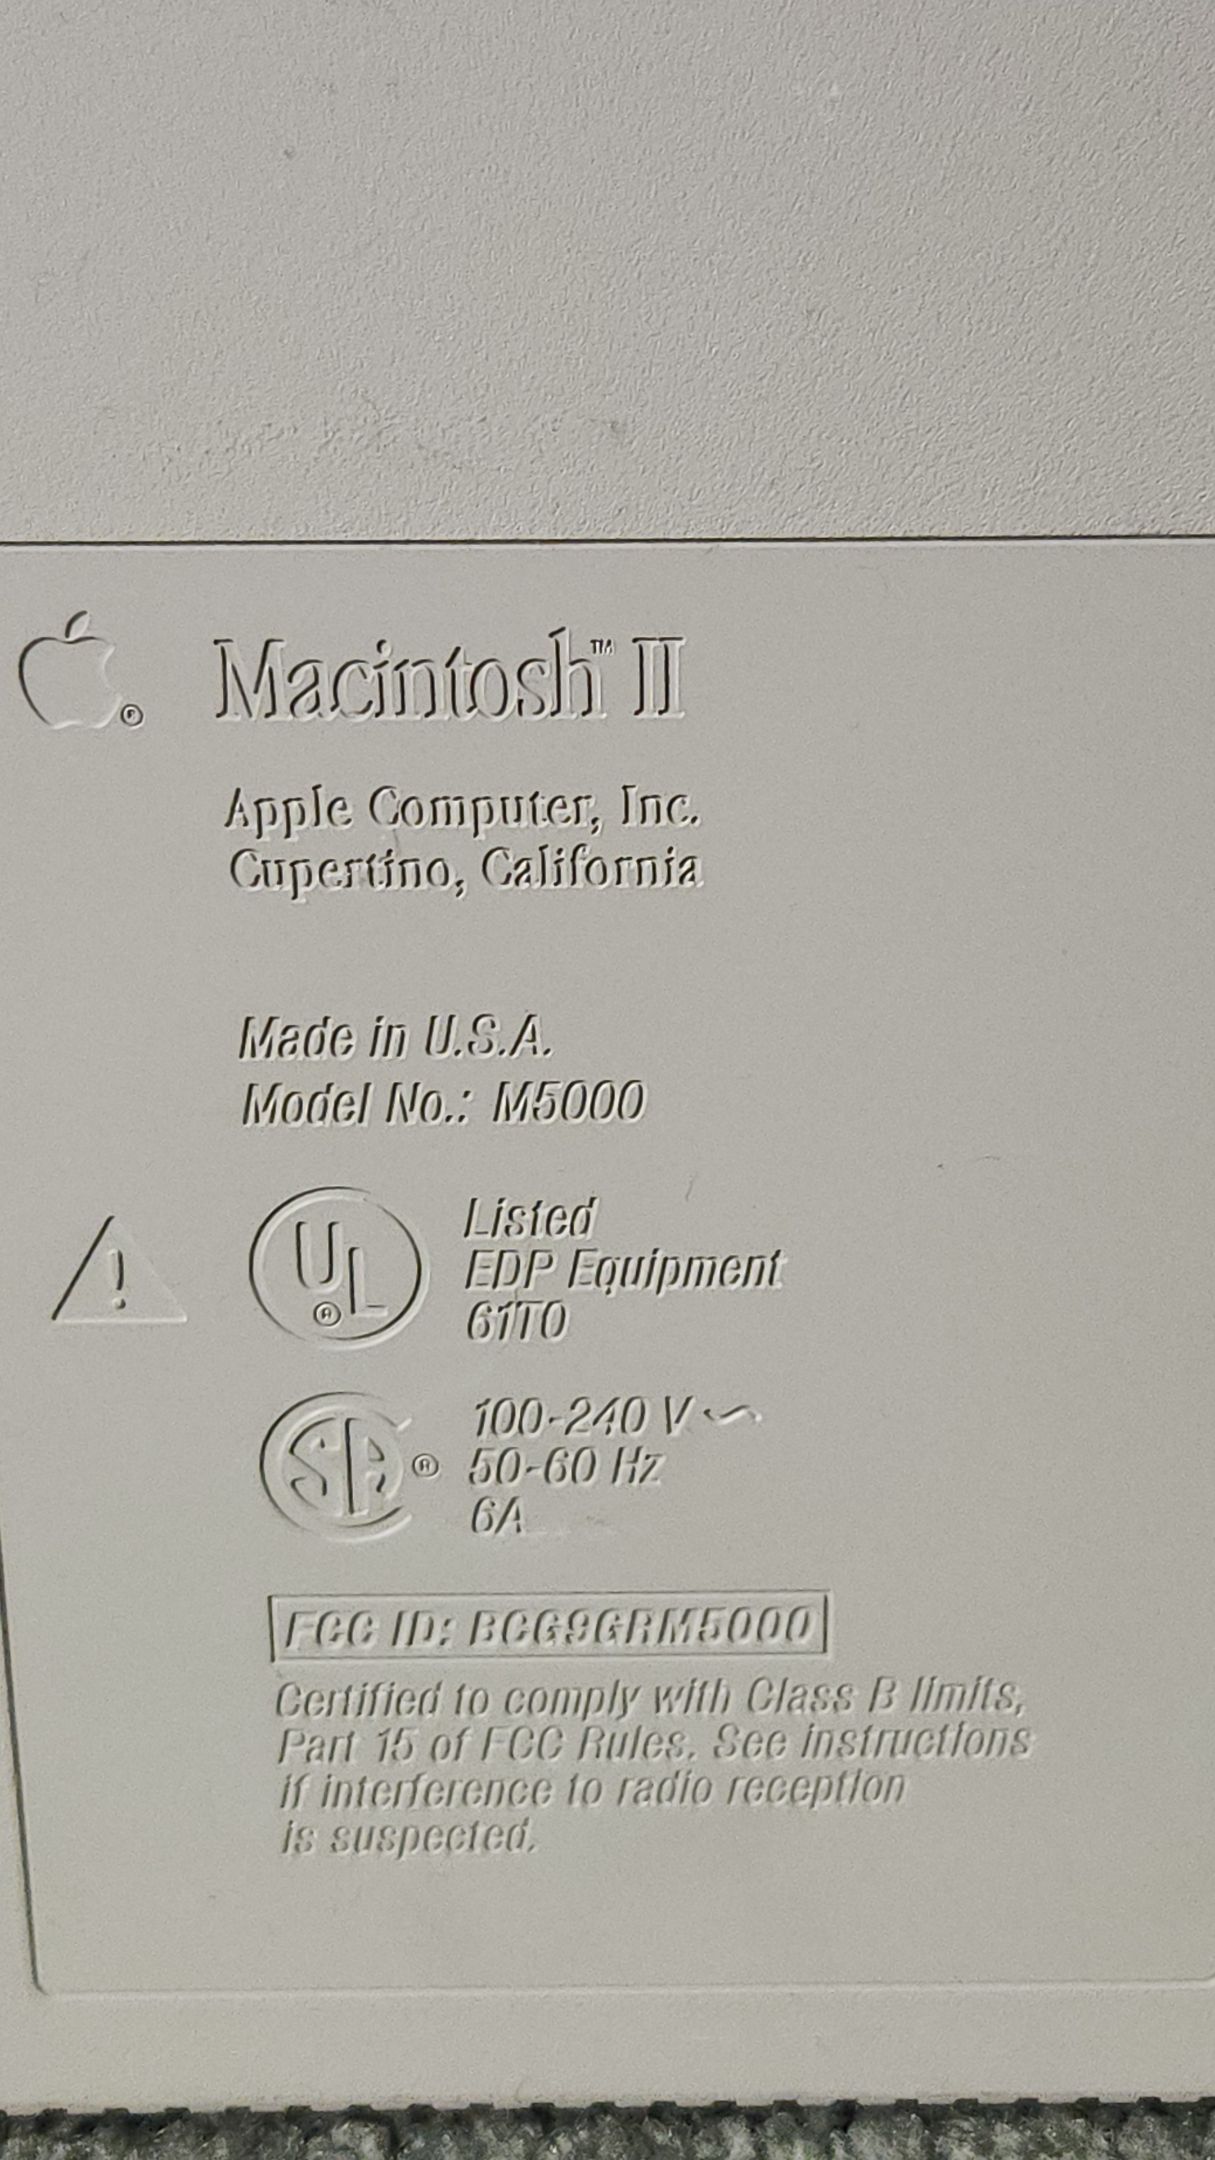 Macintosh™ II
Apple Computer, Inc.
Cupertino, California
Made in U.S.A.
Model No.: M5000
UL
®
Listed
EDP Equipment
61T0
SA ®
100-240 V ~
50-60 Hz
6A
FCC ID: BCG9GRM5000
Certified to comply with Class B limits,
Part 15 of FCC Rules. See instructions
if interference to radio reception
is suspected.